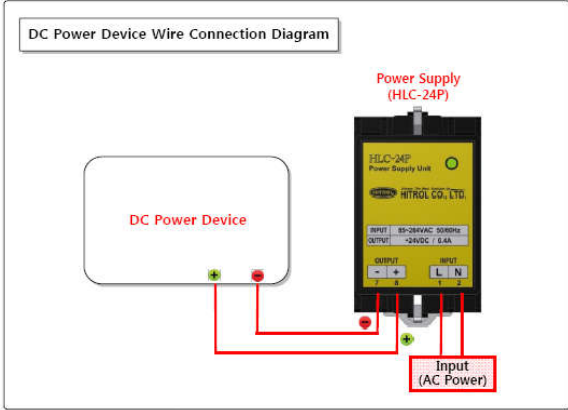 DC Power Device Wire Connection Diagram
Power Supply
(HLC-24P)
HLC-24P
Power Supply Unit
HITROL CO., LTD.
INPUT 85~264VAC 50/60Hz
OUTPUT +24VDC / 0.4A
OUTPUT INPUT
- + L N
7 8 1 2
DC Power Device
+ -
-
+
Input
(AC Power)